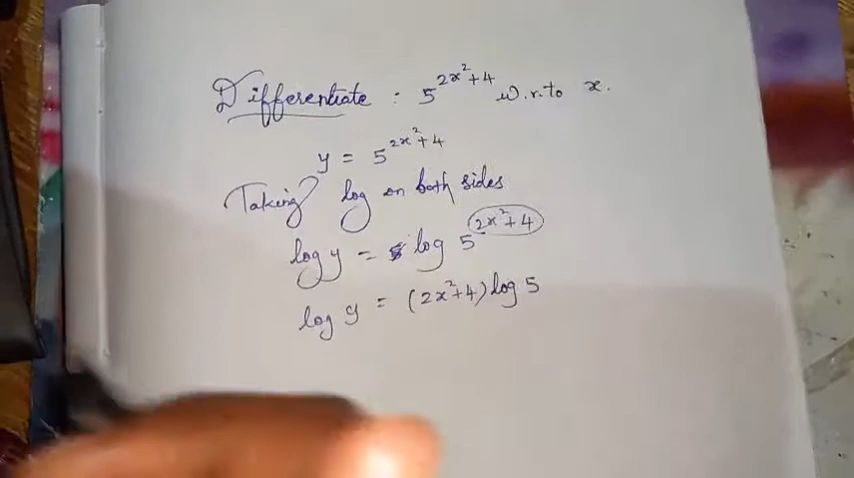 Differentiate : 5^{2x²+4} w.r.to x.
y = 5^{2x²+4}
Taking log on both sides
log y = log 5^{2x²+4}
log y = (2x²+4) log 5